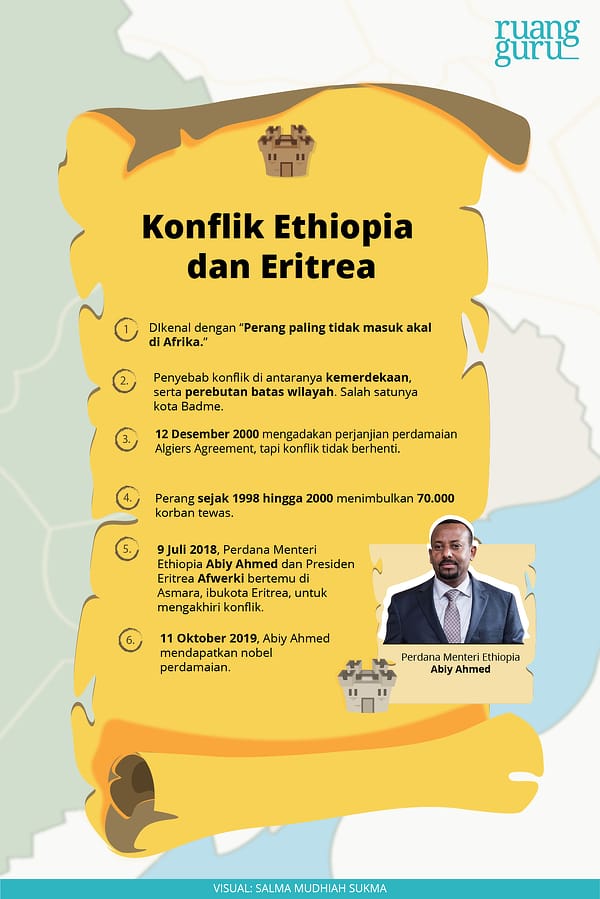 ruang
guru
Konflik Ethiopia
dan Eritrea
1
DIkenal dengan “Perang paling tidak masuk akal
di Afrika.”
2.
Penyebab konflik di antaranya kemerdekaan,
serta perebutan batas wilayah. Salah satunya
kota Badme.
3.
12 Desember 2000 mengadakan perjanjian perdamaian
Algiers Agreement, tapi konflik tidak berhenti.
4.
Perang sejak 1998 hingga 2000 menimbulkan 70.000
korban tewas.
5.
9 Juli 2018, Perdana Menteri
Ethiopia Abiy Ahmed dan Presiden
Eritrea Afwerki bertemu di
Asmara, ibukota Eritrea, untuk
mengakhiri konflik.
6.
11 Oktober 2019, Abiy Ahmed
mendapatkan nobel
perdamaian.
Perdana Menteri Ethiopia
Abiy Ahmed
VISUAL: SALMA MUDHIAH SUKMA